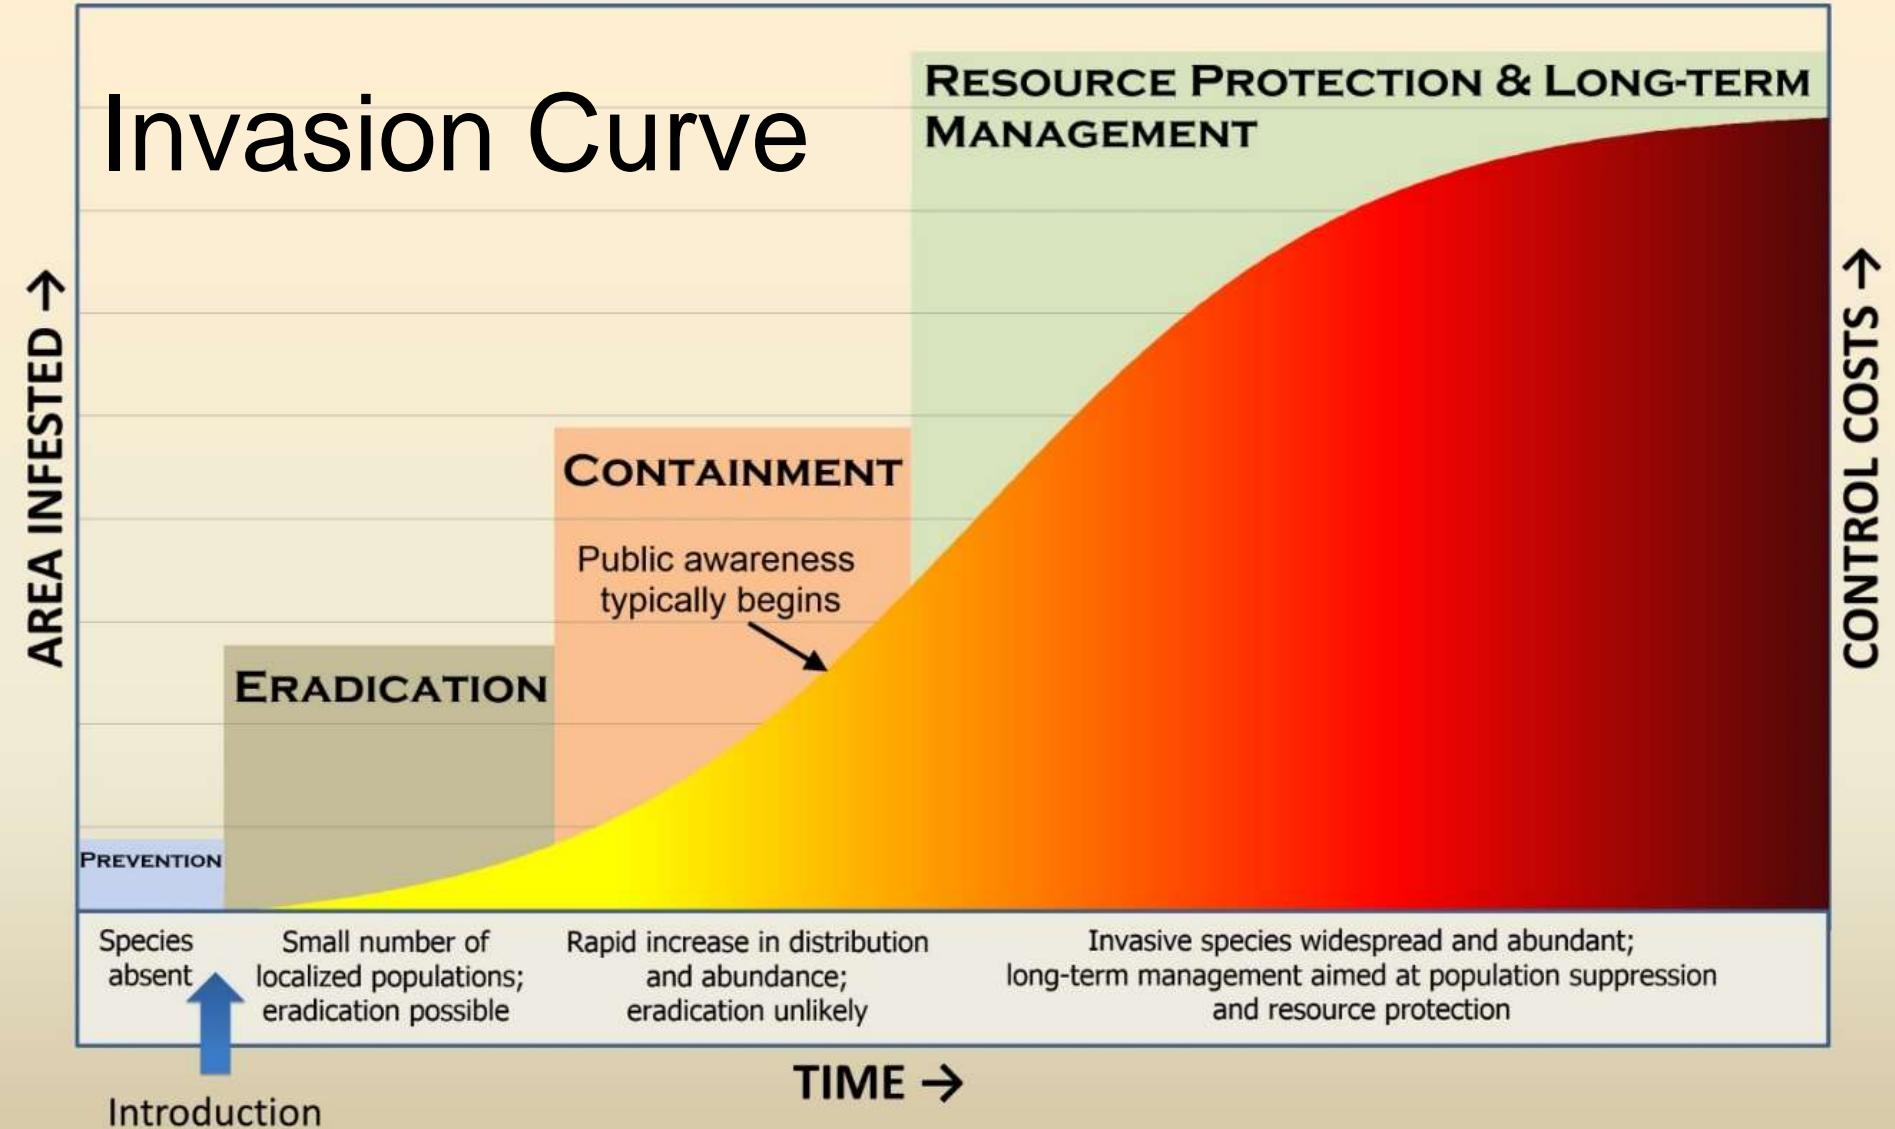 Invasion Curve
RESOURCE PROTECTION & LONG-TERM
MANAGEMENT
AREA INFESTED →
CONTROL COSTS →
CONTAINMENT
Public awareness
typically begins
ERADICATION
PREVENTION
Species
absent
Small number of
localized populations;
eradication possible
Rapid increase in distribution
and abundance;
eradication unlikely
Invasive species widespread and abundant;
long-term management aimed at population suppression
and resource protection
TIME →
Introduction